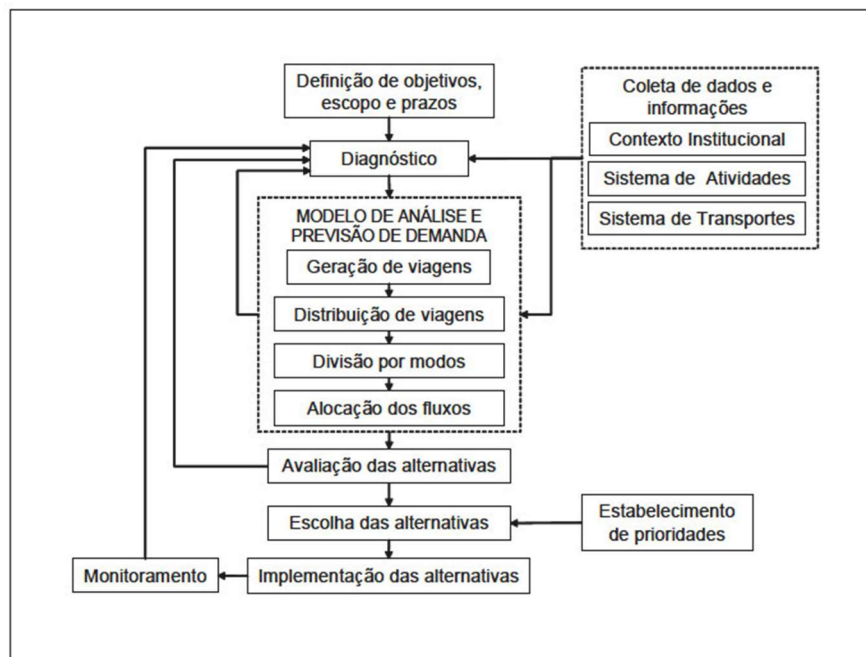 Definição de objetivos,
escopo e prazos
Coleta de dados e
informações
Contexto Institucional
Sistema de Atividades
Sistema de Transportes
Diagnóstico
MODELO DE ANÁLISE E
PREVISÃO DE DEMANDA
Geração de viagens
Distribuição de viagens
Divisão por modos
Alocação dos fluxos
Avaliação das alternativas
Escolha das alternativas
Estabelecimento
de prioridades
Monitoramento
Implementação das alternativas